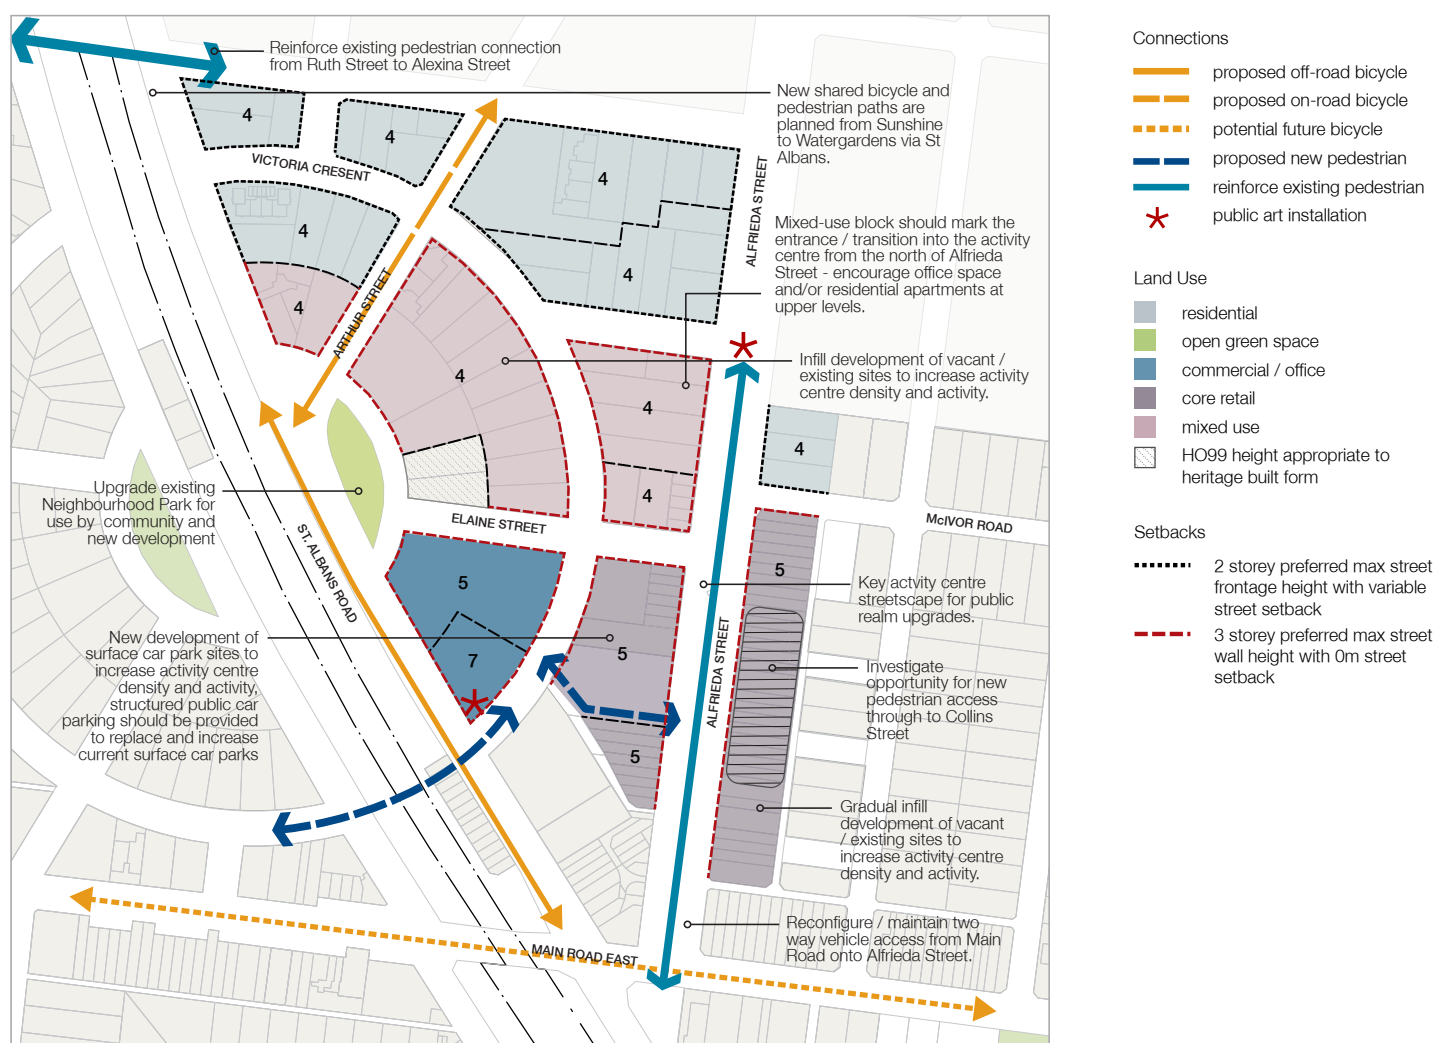 Reinforce existing pedestrian connection
from Ruth Street to Alexina Street
New shared bicycle and
pedestrian paths are
planned from Sunshine
to Watergardens via St
Albans.
4
4
VICTORIA CRESENT
4
4
4
4
ALFRIEDA STREET
Mixed-use block should mark the
entrance / transition into the activity
centre from the north of Alfrieda
Street - encourage office space
and/or residential apartments at
upper levels.
ARTHUR STREET
Infill development of vacant /
existing sites to increase activity
centre density and activity.
4
4
4
4
Upgrade existing
Neighbourhood Park for
use by community and
new development
ELAINE STREET
McIVOR ROAD
ST. ALBANS ROAD
5
5
Key actvity centre
streetscape for public
realm upgrades.
New development of
surface car park sites to
increase activity centre
density and activity,
structured public car
parking should be provided
to replace and increase
current surface car parks
7
5
5
ALFRIEDA STREET
Investigate
opportunity for new
pedestrian access
through to Collins
Street
Gradual infill
development of vacant
/ existing sites to
increase activity centre
density and activity.
Reconfigure / maintain two
way vehicle access from Main
Road onto Alfrieda Street.
MAIN ROAD EAST
Connections
proposed off-road bicycle
proposed on-road bicycle
potential future bicycle
proposed new pedestrian
reinforce existing pedestrian
public art installation
Land Use
residential
open green space
commercial / office
core retail
mixed use
HO99 height appropriate to
heritage built form
Setbacks
2 storey preferred max street
frontage height with variable
street setback
3 storey preferred max street
wall height with 0m street
setback